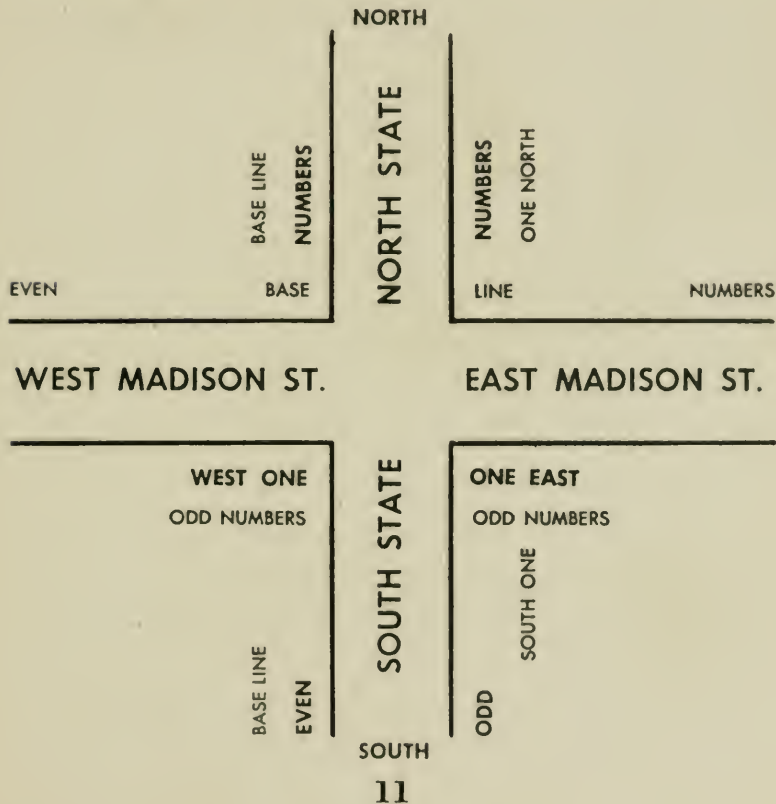 NORTH
BASE LINE
NUMBERS
NORTH STATE
NUMBERS
ONE NORTH
EVEN BASE LINE NUMBERS
WEST MADISON ST. EAST MADISON ST.
WEST ONE ONE EAST
ODD NUMBERS ODD NUMBERS
BASE LINE
EVEN
SOUTH STATE
ODD
SOUTH ONE
SOUTH
11